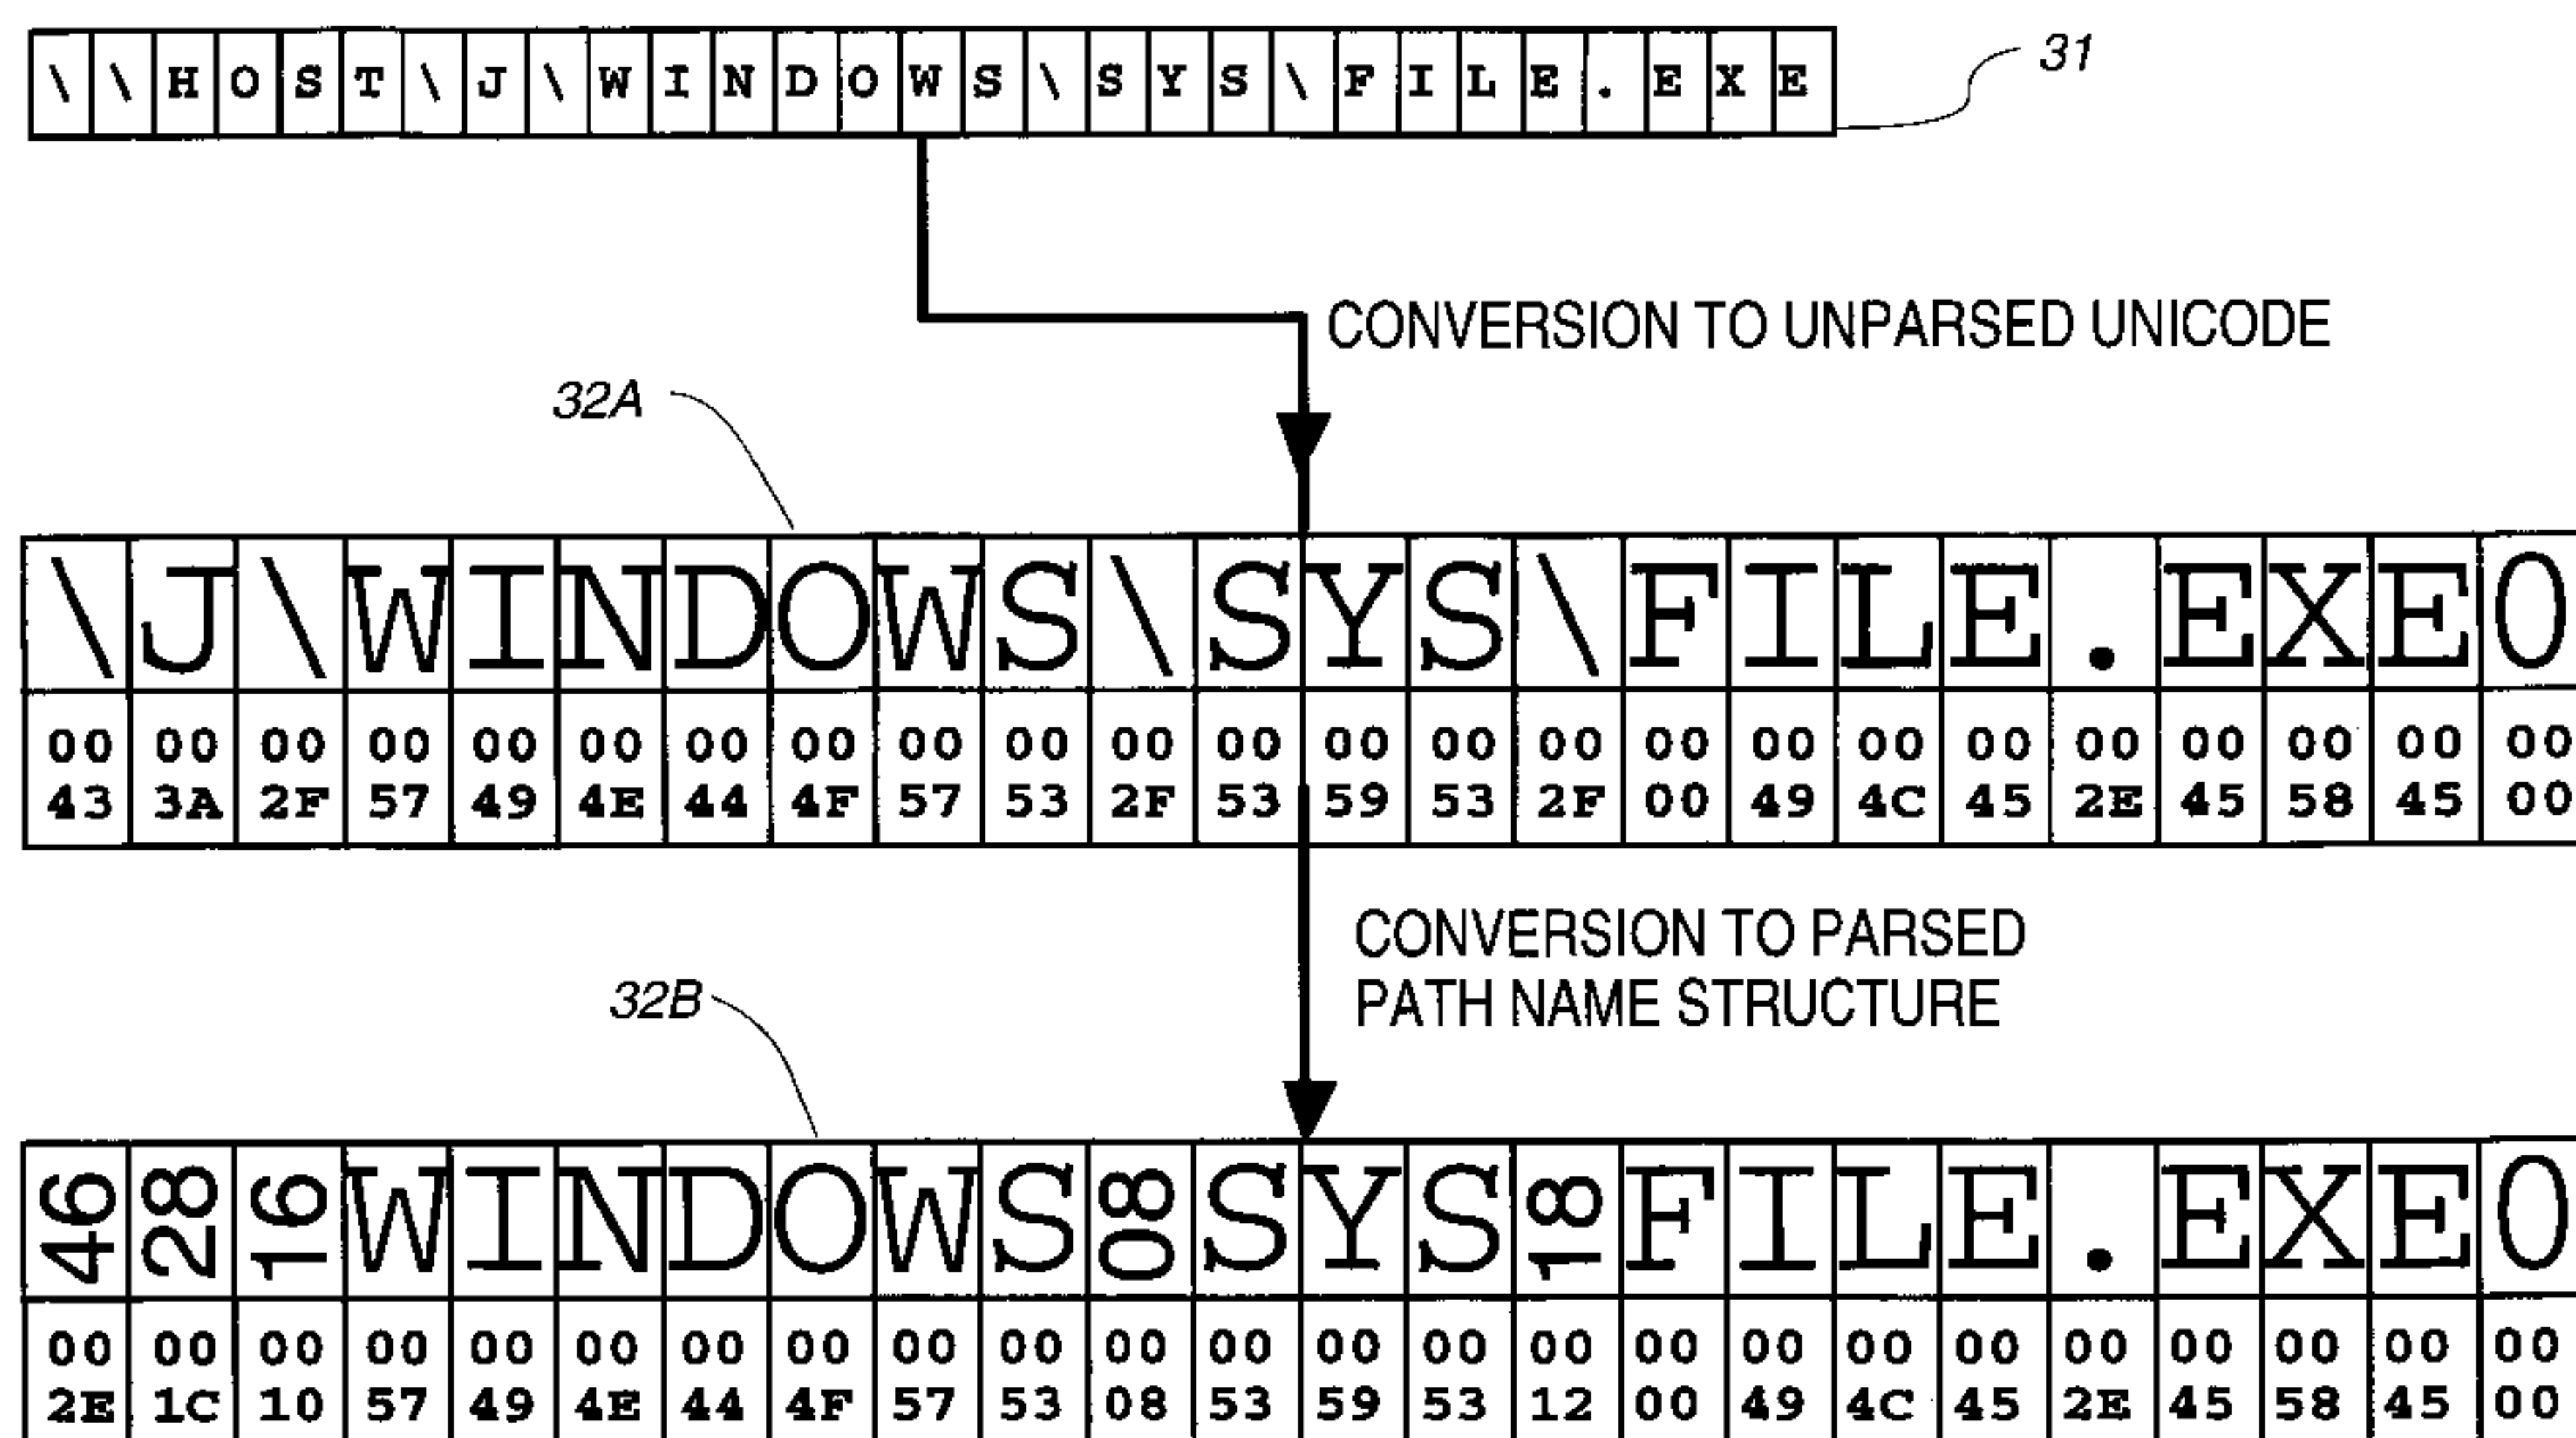 \\HOST\J\WINDOWS\SYS\FILE.EXE
31
CONVERSION TO UNPARSED UNICODE
32A
\J\WINDOWS\SYS\FILE.EXE0
00 00 00 00 00 00 00 00 00 00 00 00 00 00 00 00 00 00 00 00 00 00 00 00
43 3A 2F 57 49 4E 44 4F 57 53 2F 53 59 53 2F 00 49 4C 45 2E 45 58 45 00
CONVERSION TO PARSED
PATH NAME STRUCTURE
32B
46 28 16 WINDOWS 08 SYS 18 FILE.EXE0
00 00 00 00 00 00 00 00 00 00 00 00 00 00 00 00 00 00 00 00 00 00 00 00
2E 1C 10 57 49 4E 44 4F 57 53 08 53 59 53 12 00 49 4C 45 2E 45 58 45 00